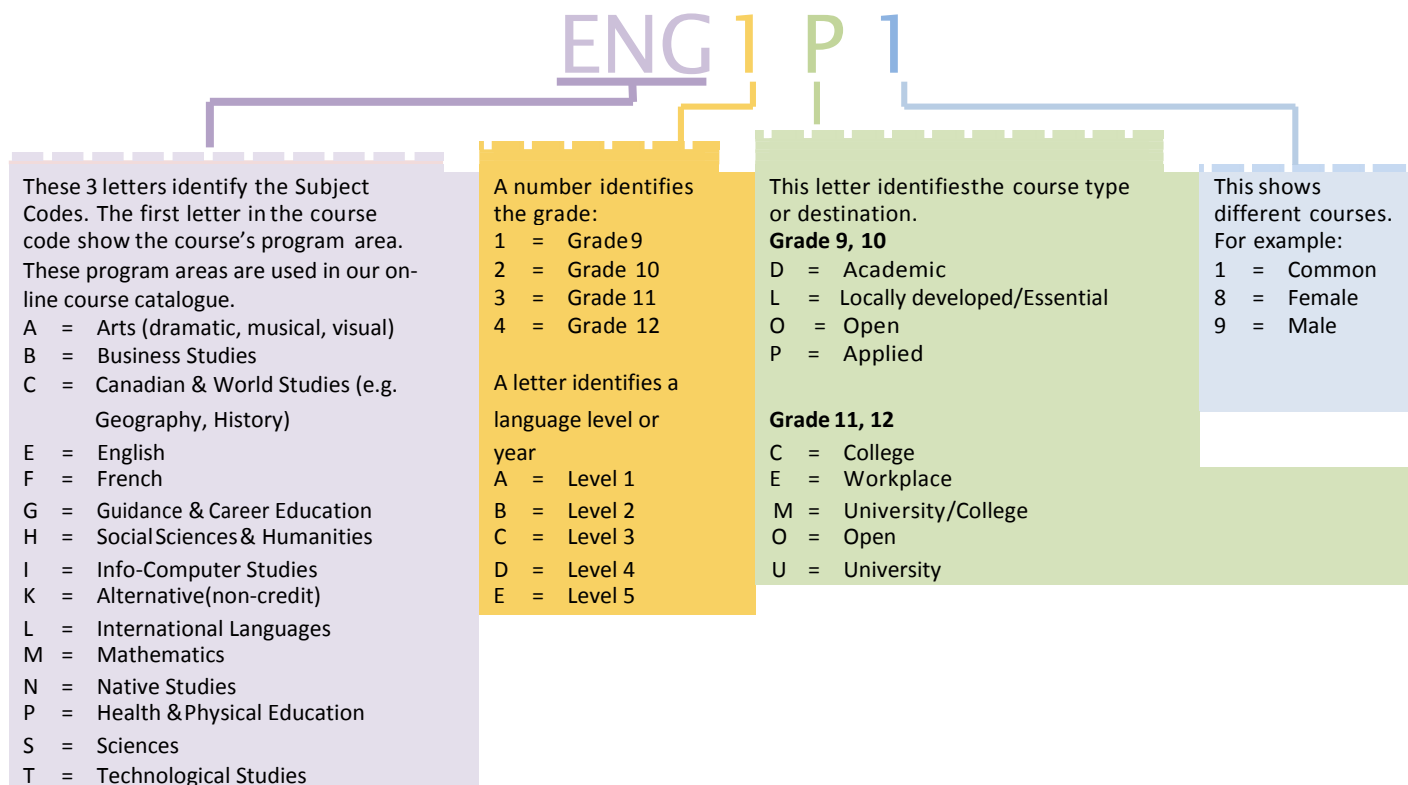 ENG 1 P 1
These 3 letters identify the Subject
Codes. The first letter in the course
code show the course's program area.
These program areas are used in our on-
line course catalogue.
A = Arts (dramatic, musical, visual)
B = Business Studies
C = Canadian & World Studies (e.g.
Geography, History)
E = English
F = French
G = Guidance & Career Education
H = Social Sciences & Humanities
I = Info-Computer Studies
K = Alternative(non-credit)
L = International Languages
M = Mathematics
N = Native Studies
P = Health & Physical Education
S = Sciences
T = Technological Studies
A number identifies
the grade:
1 = Grade 9
2 = Grade 10
3 = Grade 11
4 = Grade 12
A letter identifies a
language level or
year
A = Level 1
B = Level 2
C = Level 3
D = Level 4
E = Level 5
This letter identifiesthe course type
or destination.
Grade 9, 10
D = Academic
L = Locally developed/Essential
O = Open
P = Applied
Grade 11, 12
C = College
E = Workplace
M = University/College
O = Open
U = University
This shows
different courses.
For example:
1 = Common
8 = Female
9 = Male